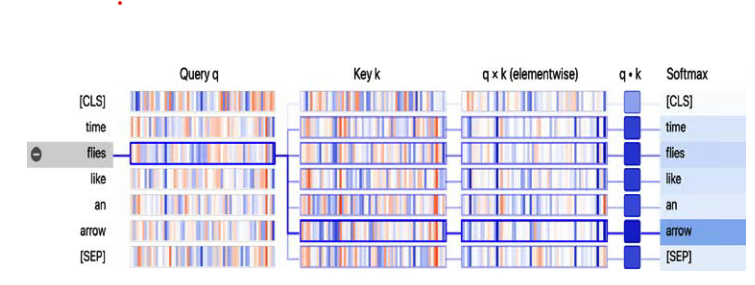 Query q Key k q × k (elementwise) q • k Softmax
[CLS] [CLS]
time time
flies flies
like like
an an
arrow arrow
[SEP] [SEP]